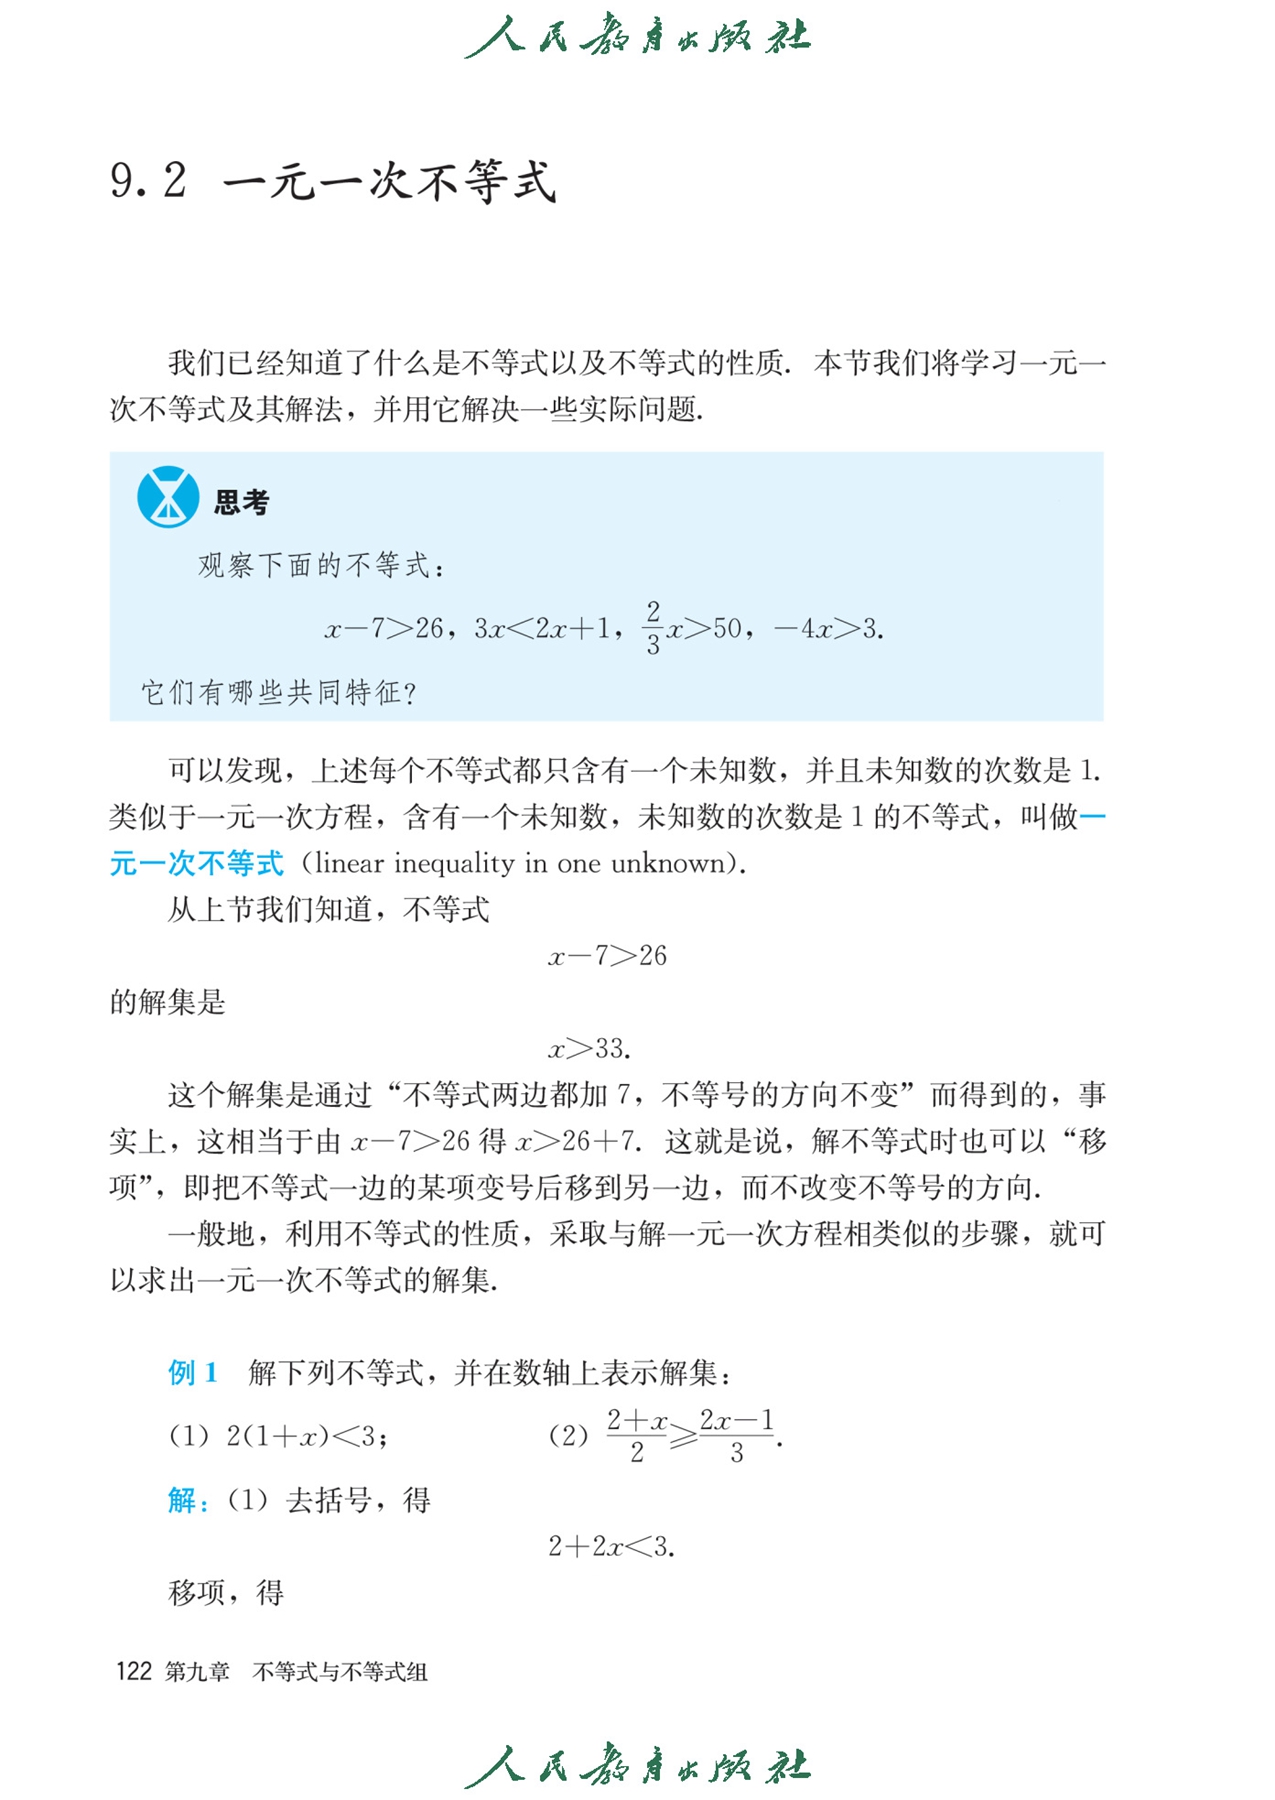 人民教育出版社
9.2 一元一次不等式
我们已经知道了什么是不等式以及不等式的性质. 本节我们将学习一元一
次不等式及其解法，并用它解决一些实际问题.
思考
观察下面的不等式：
x－7＞26，3x＜2x＋1，2/3x＞50，－4x＞3.
它们有哪些共同特征？
可以发现，上述每个不等式都只含有一个未知数，并且未知数的次数是 1.
类似于一元一次方程，含有一个未知数，未知数的次数是 1 的不等式，叫做一
元一次不等式（linear inequality in one unknown）.
从上节我们知道，不等式
x－7＞26
的解集是
x＞33.
这个解集是通过“不等式两边都加 7，不等号的方向不变”而得到的，事
实上，这相当于由 x－7＞26 得 x＞26＋7. 这就是说，解不等式时也可以“移
项”，即把不等式一边的某项变号后移到另一边，而不改变不等号的方向.
一般地，利用不等式的性质，采取与解一元一次方程相类似的步骤，就可
以求出一元一次不等式的解集.
例 1 解下列不等式，并在数轴上表示解集：
（1）2(1＋x)＜3； （2）(2＋x)/2≥(2x－1)/3.
解：（1）去括号，得
2＋2x＜3.
移项，得
122 第九章 不等式与不等式组
人民教育出版社